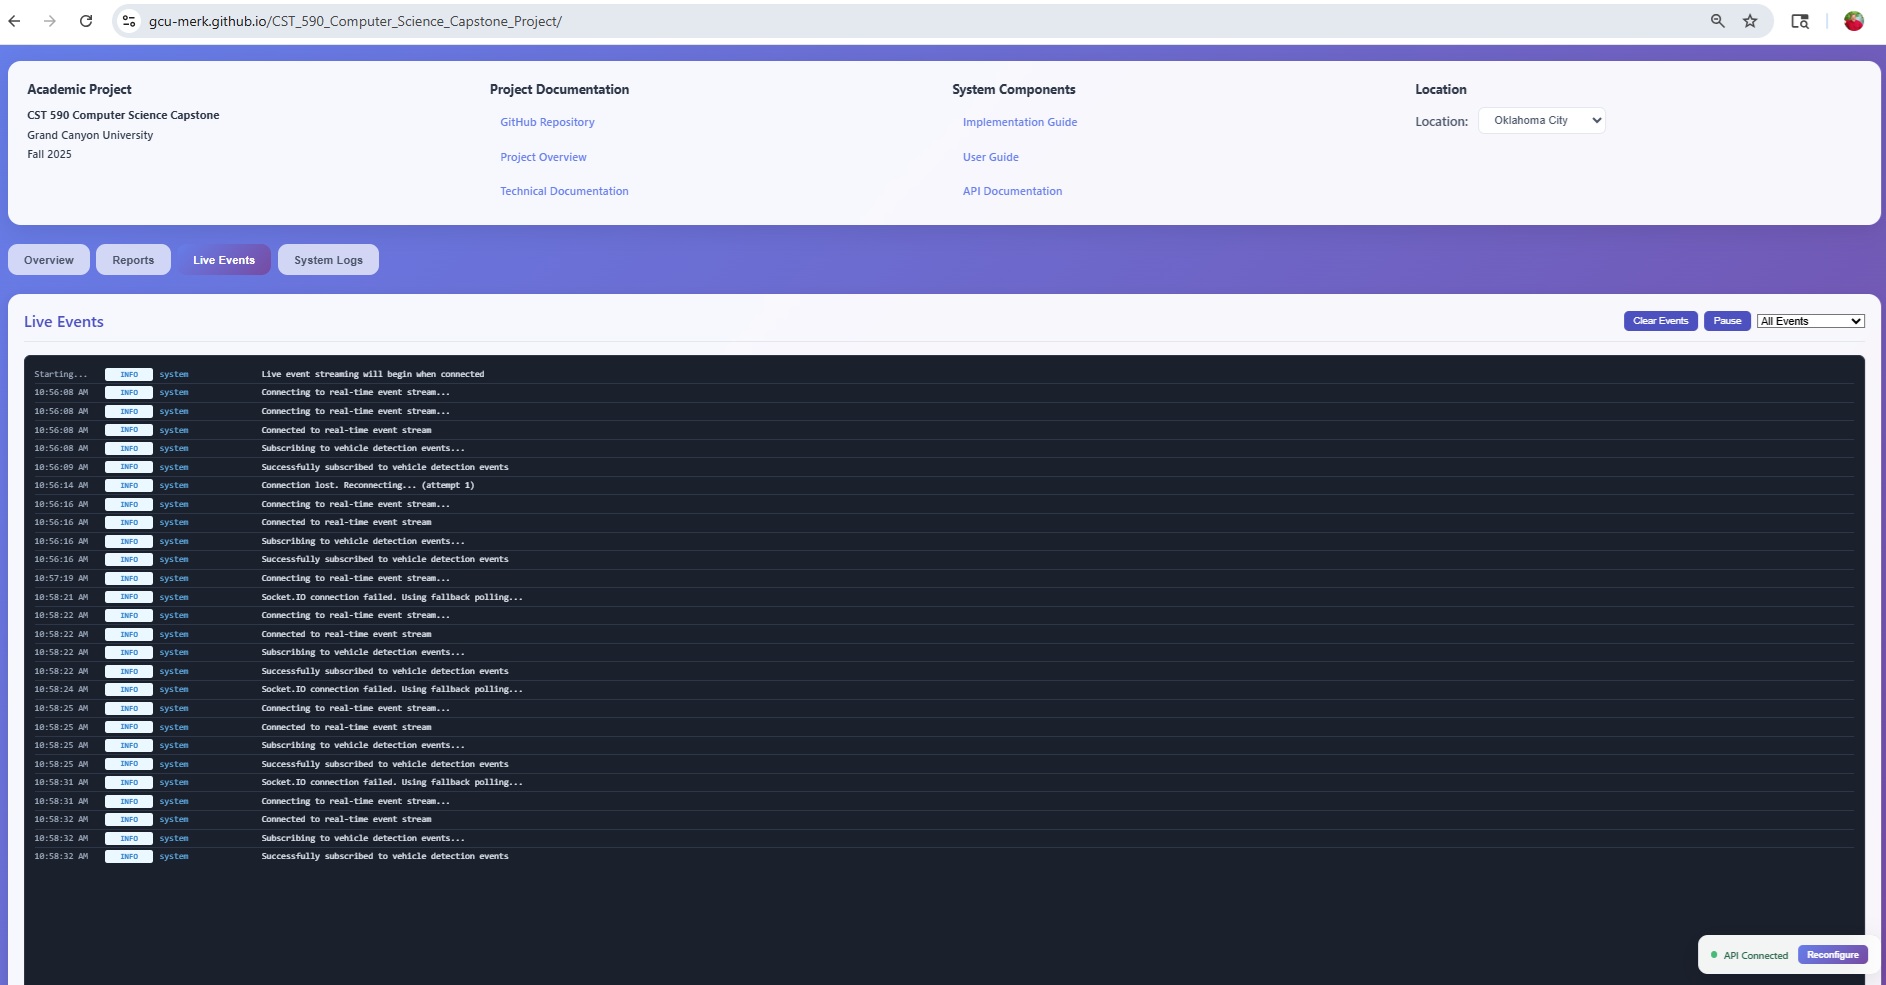 gcu-merk.github.io/CST_590_Computer_Science_Capstone_Project/
Academic Project
CST 590 Computer Science Capstone
Grand Canyon University
Fall 2025
Project Documentation
GitHub Repository
Project Overview
Technical Documentation
System Components
Implementation Guide
User Guide
API Documentation
Location
Location: Oklahoma City
Overview Reports Live Events System Logs
Live Events Clear Events Pause All Events
Starting... INFO system Live event streaming will begin when connected
10:56:08 AM INFO system Connecting to real-time event stream...
10:56:08 AM INFO system Connecting to real-time event stream...
10:56:08 AM INFO system Connected to real-time event stream
10:56:08 AM INFO system Subscribing to vehicle detection events...
10:56:09 AM INFO system Successfully subscribed to vehicle detection events
10:56:14 AM INFO system Connection lost. Reconnecting... (attempt 1)
10:56:16 AM INFO system Connecting to real-time event stream...
10:56:16 AM INFO system Connected to real-time event stream
10:56:16 AM INFO system Subscribing to vehicle detection events...
10:56:16 AM INFO system Successfully subscribed to vehicle detection events
10:57:19 AM INFO system Connecting to real-time event stream...
10:58:21 AM INFO system Socket.IO connection failed. Using fallback polling...
10:58:22 AM INFO system Connecting to real-time event stream...
10:58:22 AM INFO system Connected to real-time event stream
10:58:22 AM INFO system Subscribing to vehicle detection events...
10:58:22 AM INFO system Successfully subscribed to vehicle detection events
10:58:24 AM INFO system Socket.IO connection failed. Using fallback polling...
10:58:25 AM INFO system Connecting to real-time event stream...
10:58:25 AM INFO system Connected to real-time event stream
10:58:25 AM INFO system Subscribing to vehicle detection events...
10:58:25 AM INFO system Successfully subscribed to vehicle detection events
10:58:31 AM INFO system Socket.IO connection failed. Using fallback polling...
10:58:31 AM INFO system Connecting to real-time event stream...
10:58:32 AM INFO system Connected to real-time event stream
10:58:32 AM INFO system Subscribing to vehicle detection events...
10:58:32 AM INFO system Successfully subscribed to vehicle detection events
API Connected Reconfigure